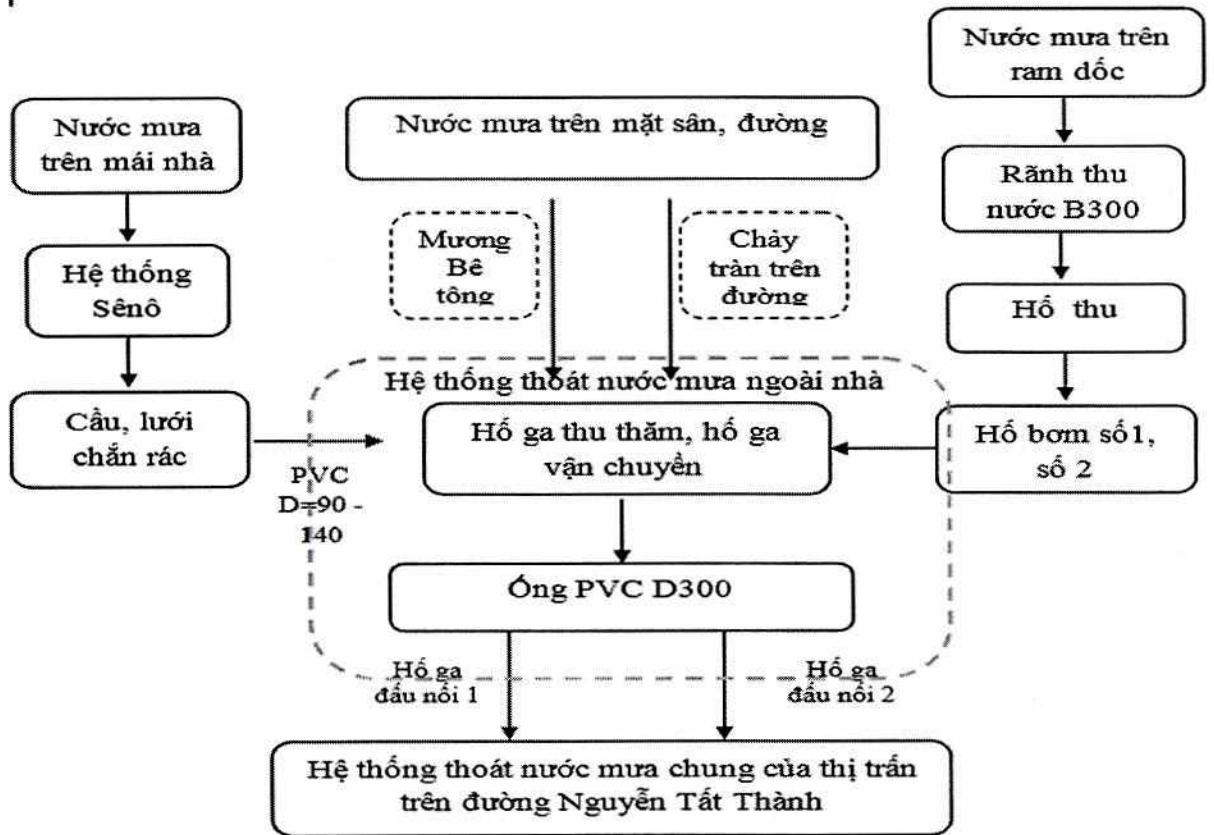 Nước mưa trên
ram dốc
Nước mưa
trên mái nhà
Nước mưa trên mặt sân, đường
Rãnh thu
nước B300
Hệ thống
Sênô
Mương
Bê
tông
Chảy
tràn trên
đường
Hố thu
Hệ thống thoát nước mưa ngoài nhà
Cầu, lưới
chắn rác
Hố ga thu thăm, hố ga
vận chuyển
Hố bơm số1,
số 2
PVC
D=90 -
140
Ống PVC D300
Hố ga
đấu nối 1
Hố ga
đấu nối 2
Hệ thống thoát nước mưa chung của thị trấn
trên đường Nguyễn Tất Thành